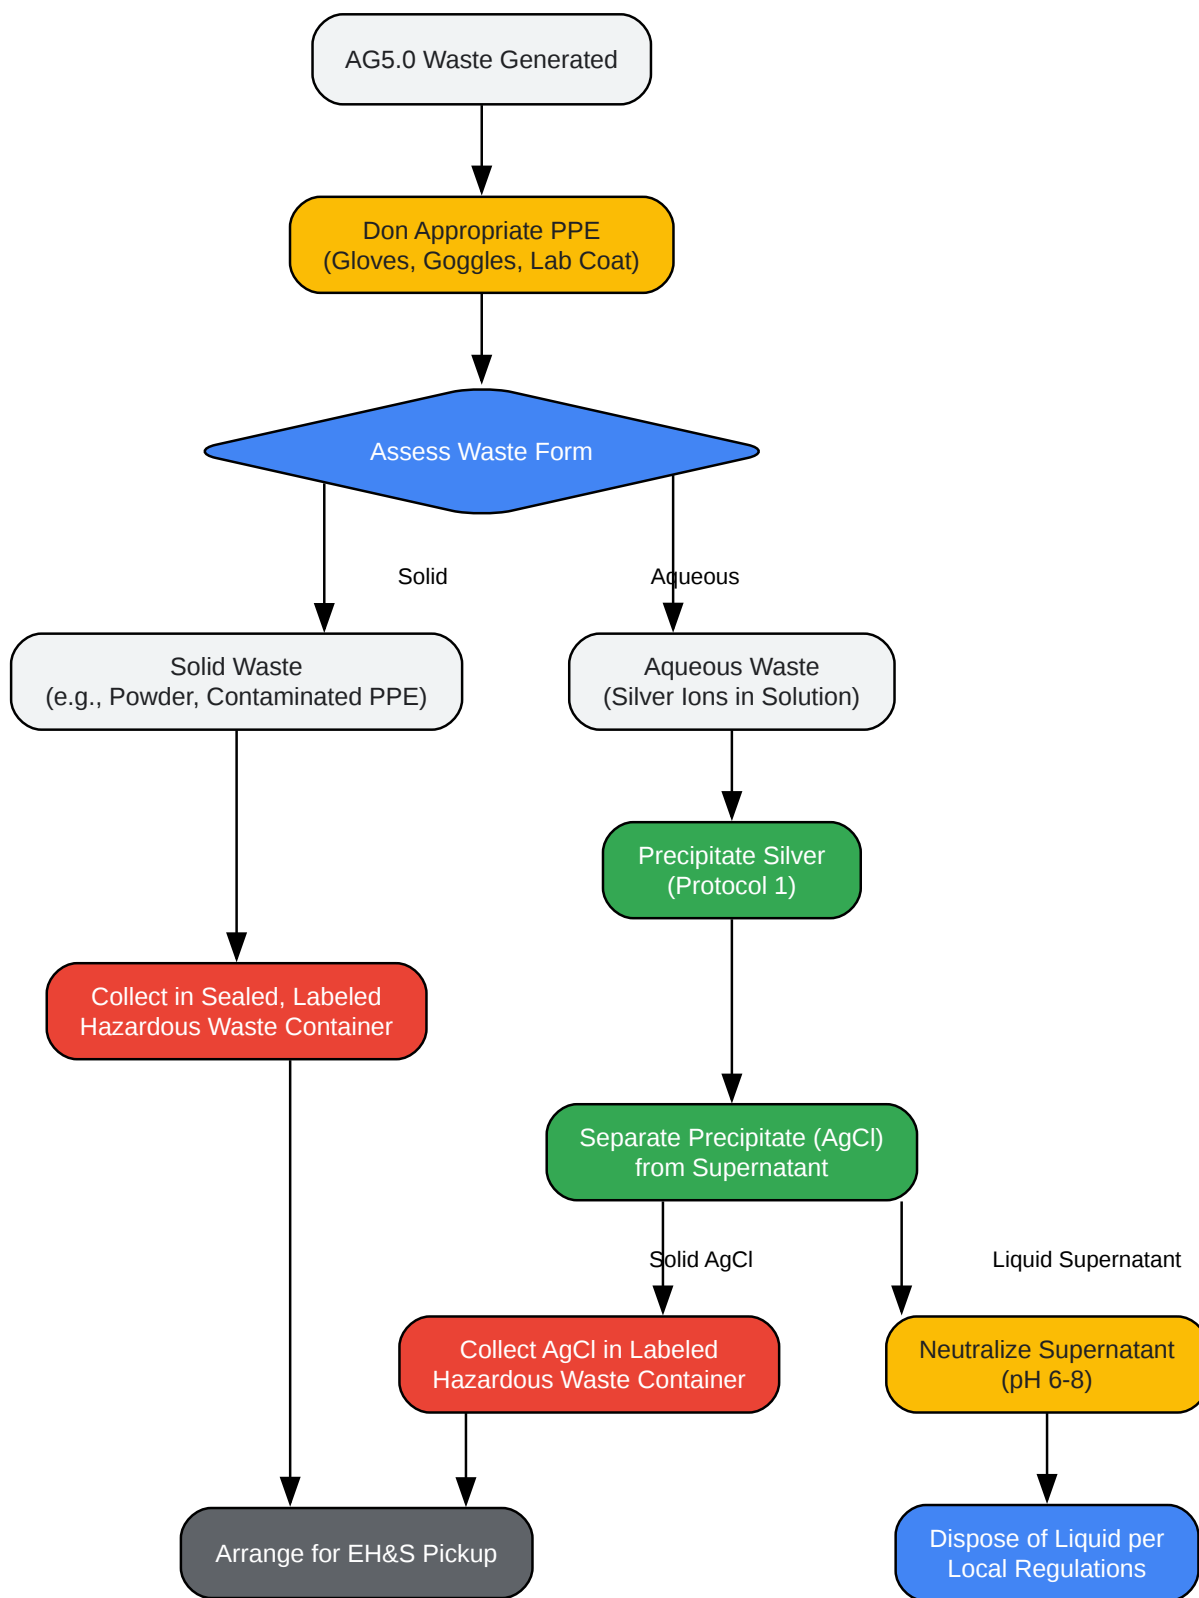 AG5.0 Waste Generated
Don Appropriate PPE
(Gloves, Goggles, Lab Coat)
Assess Waste Form
Solid
Aqueous
Solid Waste
(e.g., Powder, Contaminated PPE)
Aqueous Waste
(Silver Ions in Solution)
Precipitate Silver
(Protocol 1)
Collect in Sealed, Labeled
Hazardous Waste Container
Separate Precipitate (AgCl)
from Supernatant
Solid AgCl
Liquid Supernatant
Collect AgCl in Labeled
Hazardous Waste Container
Neutralize Supernatant
(pH 6-8)
Arrange for EH&S Pickup
Dispose of Liquid per
Local Regulations